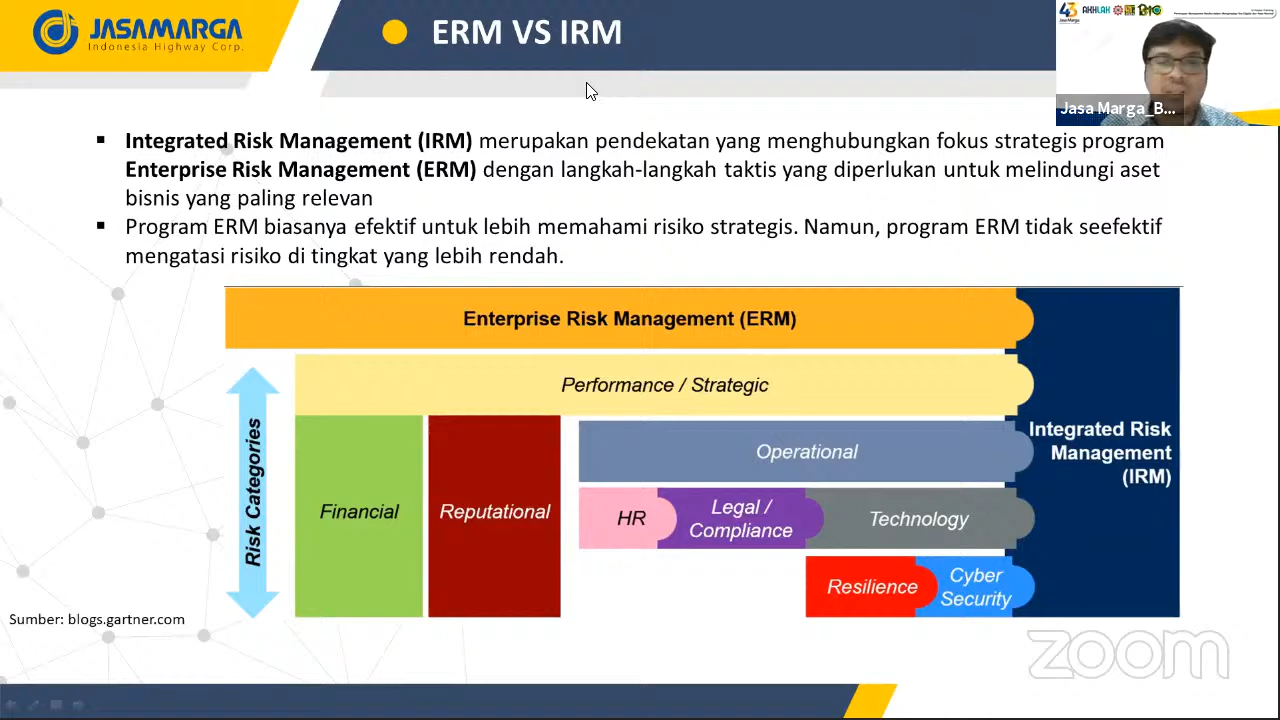 JASAMARGA
Indonesia Highway Corp.
ERM VS IRM
43
AKHLAK
Jasa Marga_B...
Integrated Risk Management (IRM) merupakan pendekatan yang menghubungkan fokus strategis program
Enterprise Risk Management (ERM) dengan langkah-langkah taktis yang diperlukan untuk melindungi aset
bisnis yang paling relevan
Program ERM biasanya efektif untuk lebih memahami risiko strategis. Namun, program ERM tidak seefektif
mengatasi risiko di tingkat yang lebih rendah.
Enterprise Risk Management (ERM)
Performance / Strategic
Risk Categories
Financial
Reputational
Operational
HR
Legal /
Compliance
Technology
Resilience
Cyber
Security
Integrated Risk
Management
(IRM)
Sumber: blogs.gartner.com
zoom